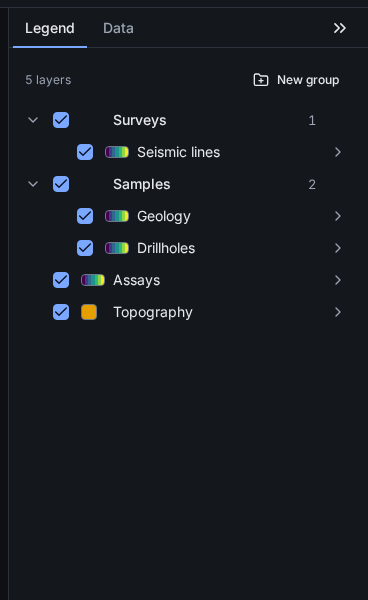 Legend Data
5 layers New group
Surveys 1
Seismic lines
Samples 2
Geology
Drillholes
Assays
Topography